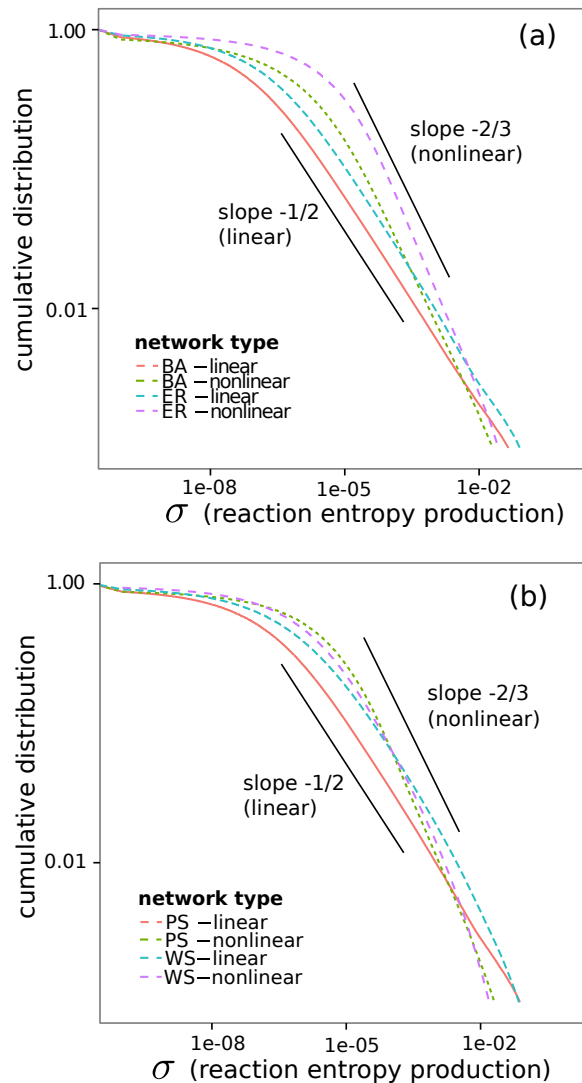 (a)
1.00
slope -2/3
(nonlinear)
slope -1/2
(linear)
cumulative distribution
0.01
network type
BA −linear
BA −nonlinear
ER −linear
ER −nonlinear
1e-08 1e-05 1e-02
σ (reaction entropy production)
(b)
1.00
slope -2/3
(nonlinear)
slope -1/2
(linear)
cumulative distribution
0.01
network type
PS −linear
PS −nonlinear
WS−linear
WS−nonlinear
1e-08 1e-05 1e-02
σ (reaction entropy production)